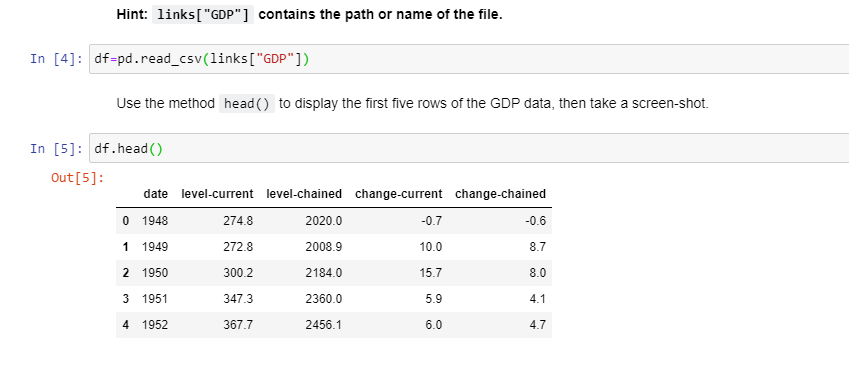 Hint: links["GDP"] contains the path or name of the file.
In [4]: df=pd.read_csv(links["GDP"])
Use the method head() to display the first five rows of the GDP data, then take a screen-shot.
In [5]: df.head()
Out[5]:
date level-current level-chained change-current change-chained
0 1948 274.8 2020.0 -0.7 -0.6
1 1949 272.8 2008.9 10.0 8.7
2 1950 300.2 2184.0 15.7 8.0
3 1951 347.3 2360.0 5.9 4.1
4 1952 367.7 2456.1 6.0 4.7